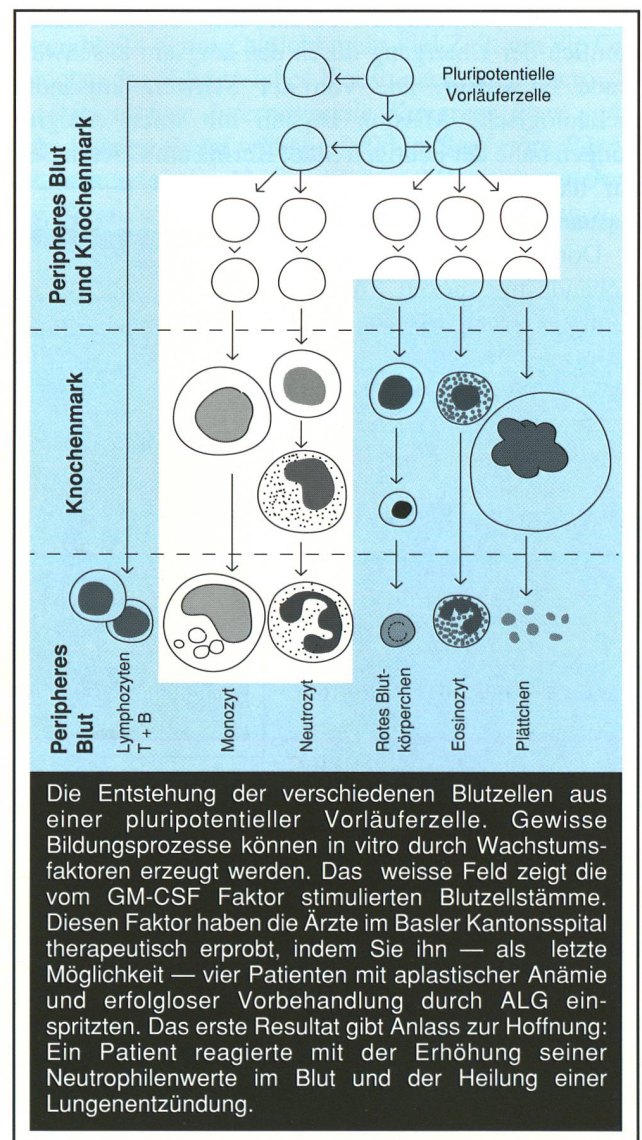 Pluripotentielle
Vorläuferzelle
Peripheres Blut
und Knochenmark
Knochenmark
Peripheres
Blut
Lymphozyten
T + B
Monozyt
Neutrozyt
Rotes Blut-
körperchen
Eosinozyt
Plättchen
Die Entstehung der verschiedenen Blutzellen aus
einer pluripotentieller Vorläuferzelle. Gewisse
Bildungsprozesse können in vitro durch Wachstums-
faktoren erzeugt werden. Das weisse Feld zeigt die
vom GM-CSF Faktor stimulierten Blutzellstämme.
Diesen Faktor haben die Ärzte im Basler Kantonsspital
therapeutisch erprobt, indem Sie ihn — als letzte
Möglichkeit — vier Patienten mit aplastischer Anämie
und erfolgloser Vorbehandlung durch ALG ein-
spritzten. Das erste Resultat gibt Anlass zur Hoffnung:
Ein Patient reagierte mit der Erhöhung seiner
Neutrophilenwerte im Blut und der Heilung einer
Lungenentzündung.